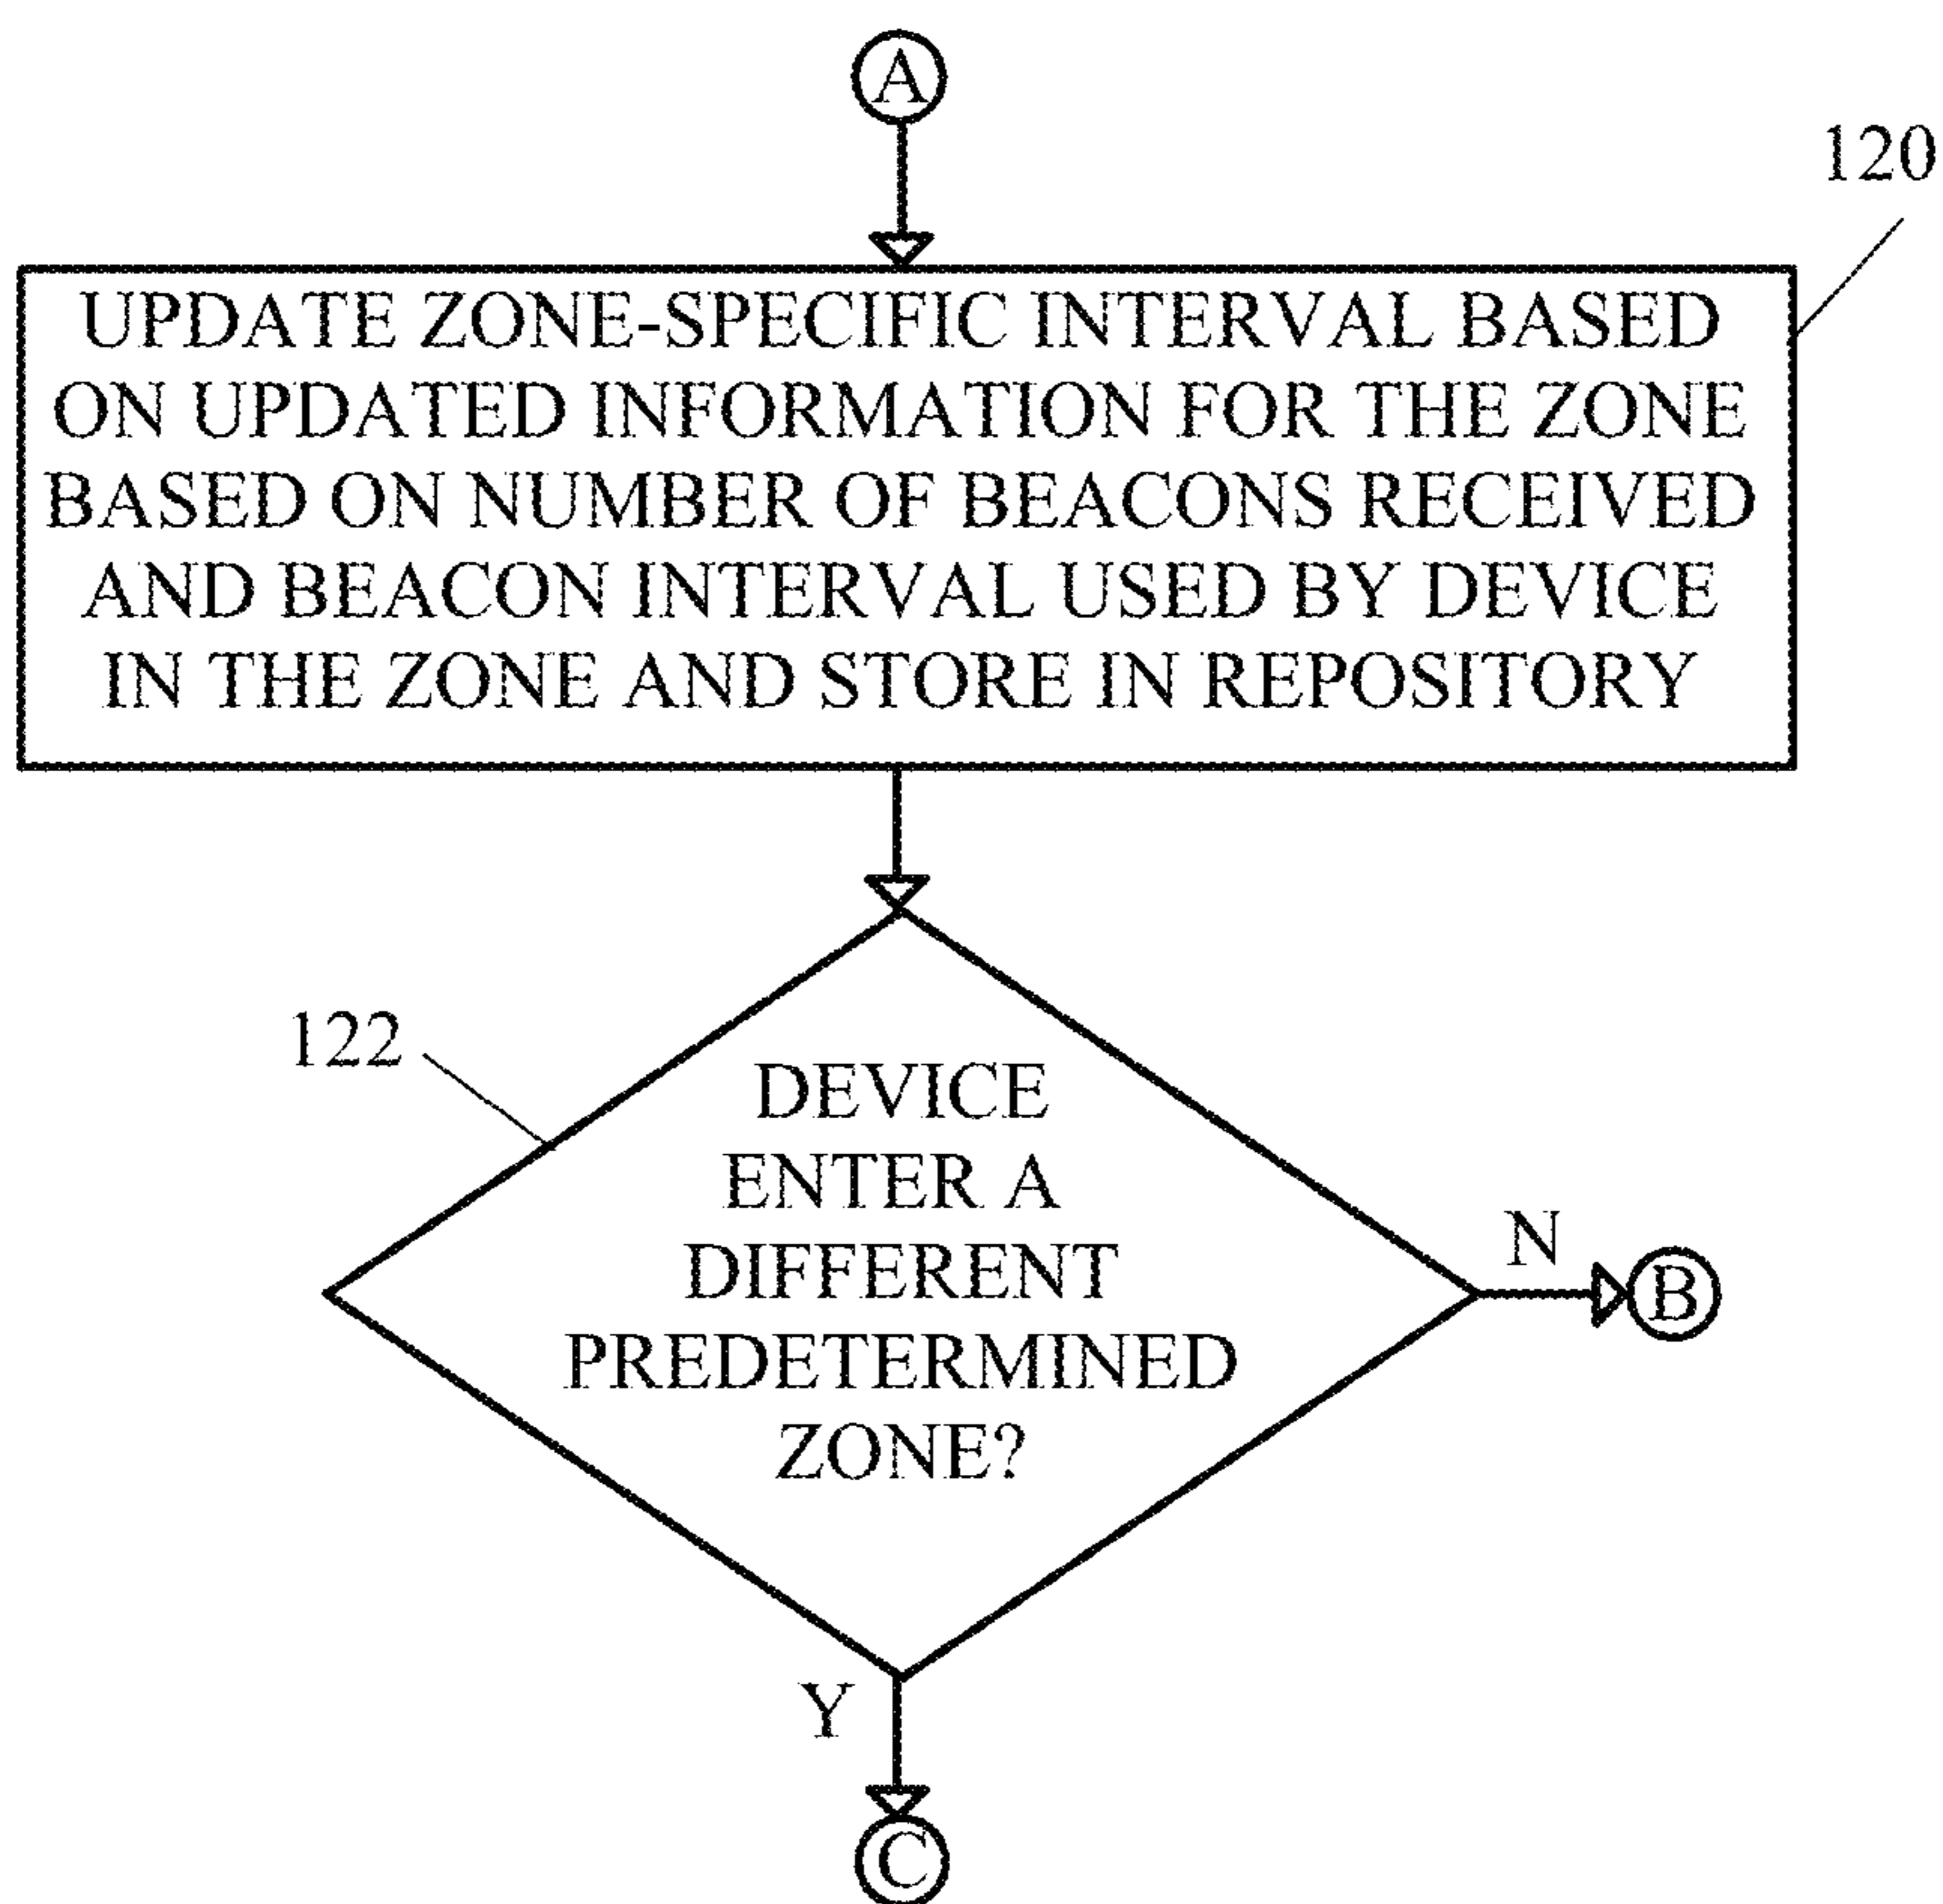 A
120
UPDATE ZONE-SPECIFIC INTERVAL BASED
ON UPDATED INFORMATION FOR THE ZONE
BASED ON NUMBER OF BEACONS RECEIVED
AND BEACON INTERVAL USED BY DEVICE
IN THE ZONE AND STORE IN REPOSITORY
122
DEVICE
ENTER A
DIFFERENT
PREDETERMINED
ZONE?
N
B
Y
C